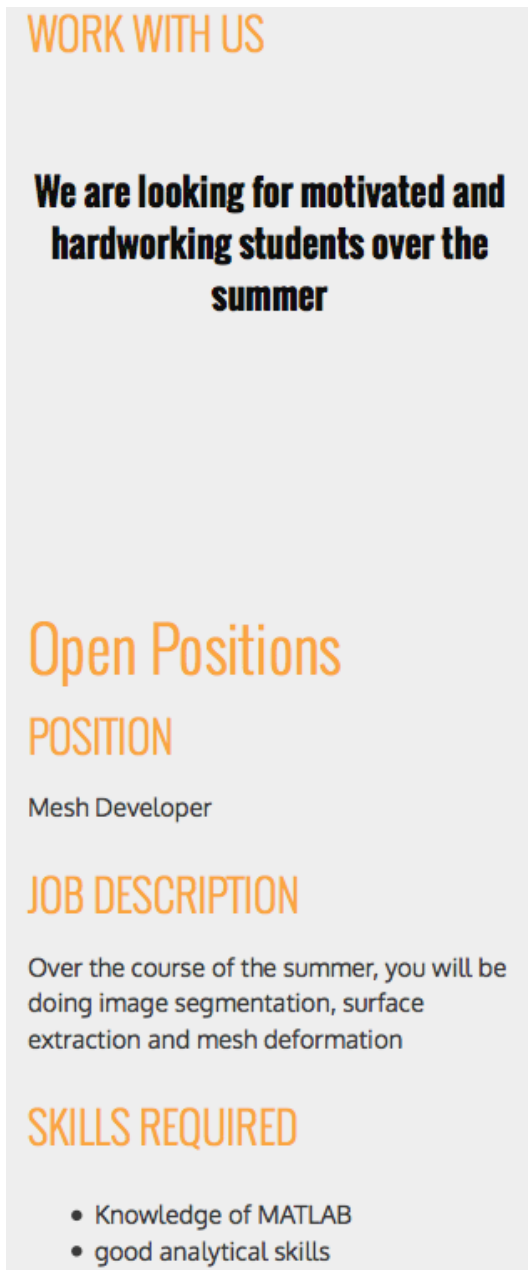 WORK WITH US
We are looking for motivated and
hardworking students over the
summer
Open Positions
POSITION
Mesh Developer
JOB DESCRIPTION
Over the course of the summer, you will be
doing image segmentation, surface
extraction and mesh deformation
SKILLS REQUIRED
• Knowledge of MATLAB
• good analytical skills